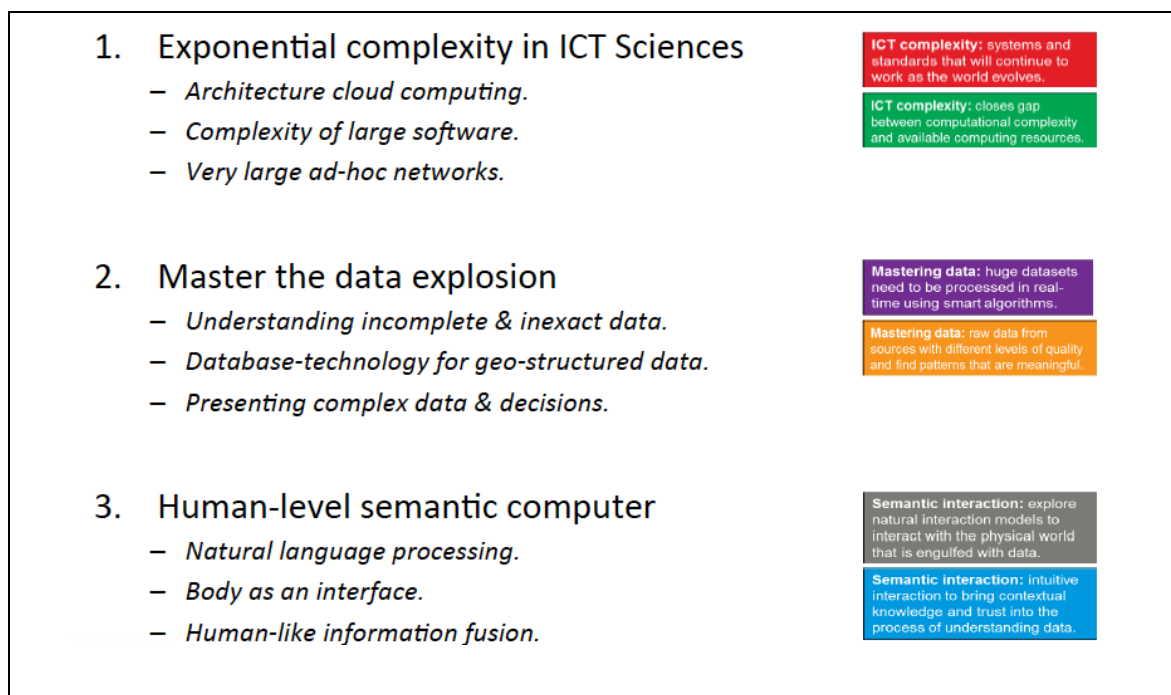 1. Exponential complexity in ICT Sciences
– Architecture cloud computing.
– Complexity of large software.
– Very large ad-hoc networks.
ICT complexity: systems and
standards that will continue to
work as the world evolves.
ICT complexity: closes gap
between computational complexity
and available computing resources.
2. Master the data explosion
– Understanding incomplete & inexact data.
– Database-technology for geo-structured data.
– Presenting complex data & decisions.
Mastering data: huge datasets
need to be processed in real-
time using smart algorithms.
Mastering data: raw data from
sources with different levels of quality
and find patterns that are meaningful.
3. Human-level semantic computer
– Natural language processing.
– Body as an interface.
– Human-like information fusion.
Semantic interaction: explore
natural interaction models to
interact with the physical world
that is engulfed with data.
Semantic interaction: intuitive
interaction to bring contextual
knowledge and trust into the
process of understanding data.